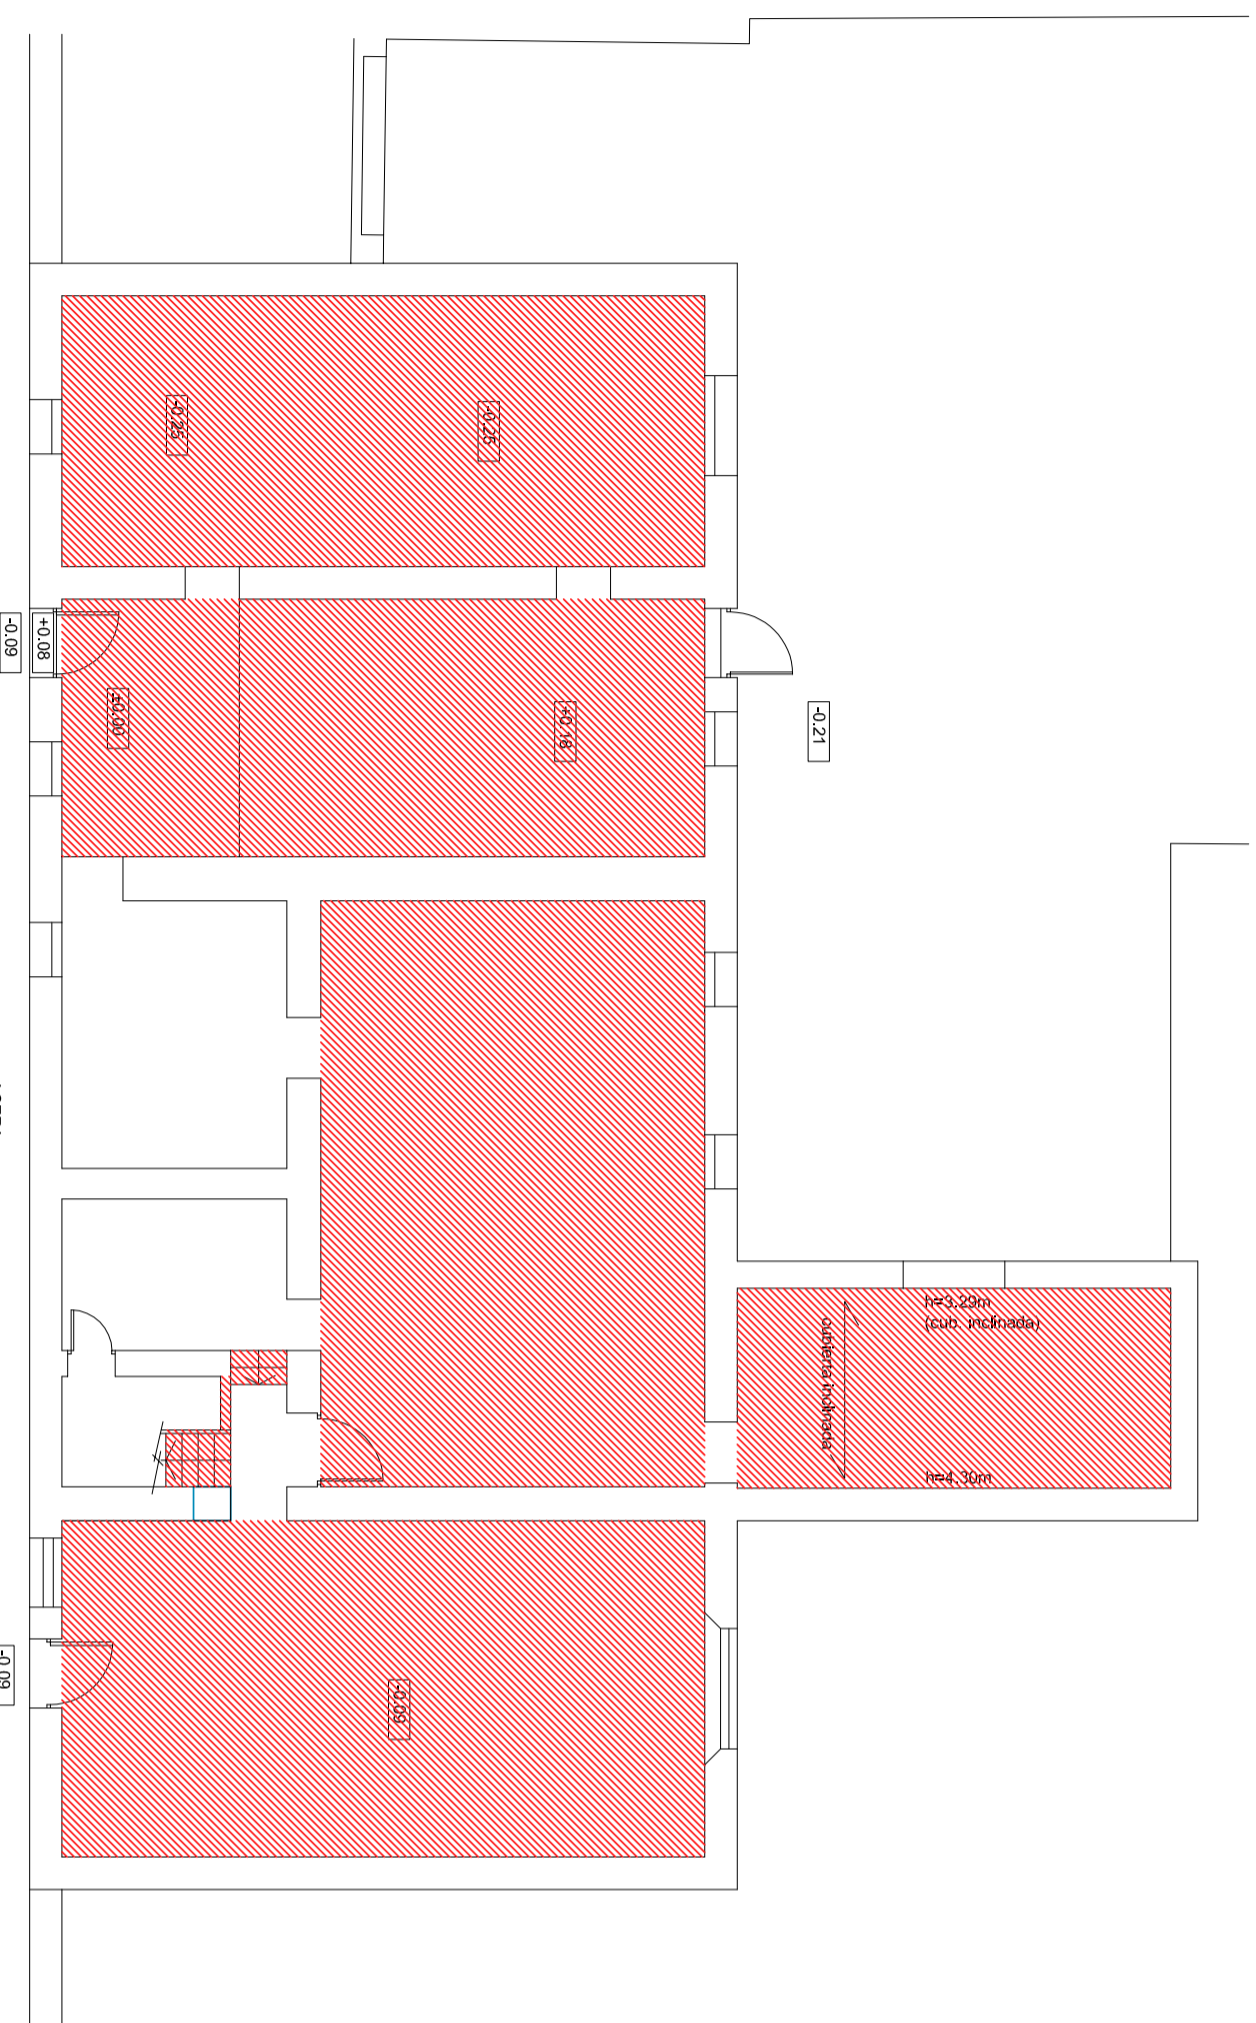 -0.25
-0.25
-0.09
+0.08
±0.00
+0.18
-0.21
h=3.29m
(cub. inclinada)
cubierta inclinada
h=4.30m
-0.09
-0.09